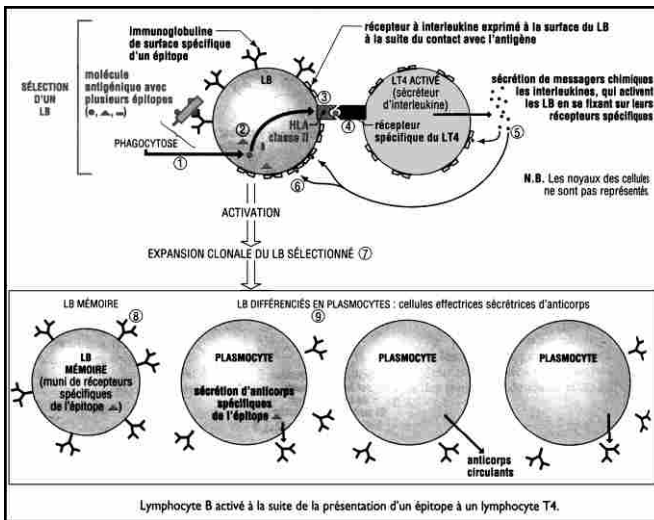 SÉLECTION
D'UN
LB
Immunoglobuline
de surface spécifique
d'un épitope
molécule
antigénique avec
plusieurs épitopes
PHAGOCYTOSE
①
②
LB
③
HLA
classe II
④
récepteur à interleukine exprimé à la surface du LB
à la suite du contact avec l'antigène
LT4 ACTIVÉ
(sécréteur
d'interleukine)
récepteur
spécifique du LT4
sécrétion de messagers chimiques
les interleukines, qui activent
les LB en se fixant sur leurs
récepteurs spécifiques
⑤
⑥
N.B. Les noyaux des cellules
ne sont pas représentés
ACTIVATION
EXPANSION CLONALE DU LB SÉLECTIONNÉ ⑦
LB MÉMOIRE
⑧
LB
MÉMOIRE
(muni de récepteurs
spécifiques
de l'épitope )
LB DIFFÉRENCIÉS EN PLASMOCYTES : cellules effectrices sécrétrices d'anticorps
⑨
PLASMOCYTE
sécrétion d'anticorps
spécifiques
de l'épitope
PLASMOCYTE
anticorps
circulants
PLASMOCYTE
Lymphocyte B activé à la suite de la présentation d'un épitope à un lymphocyte T4.